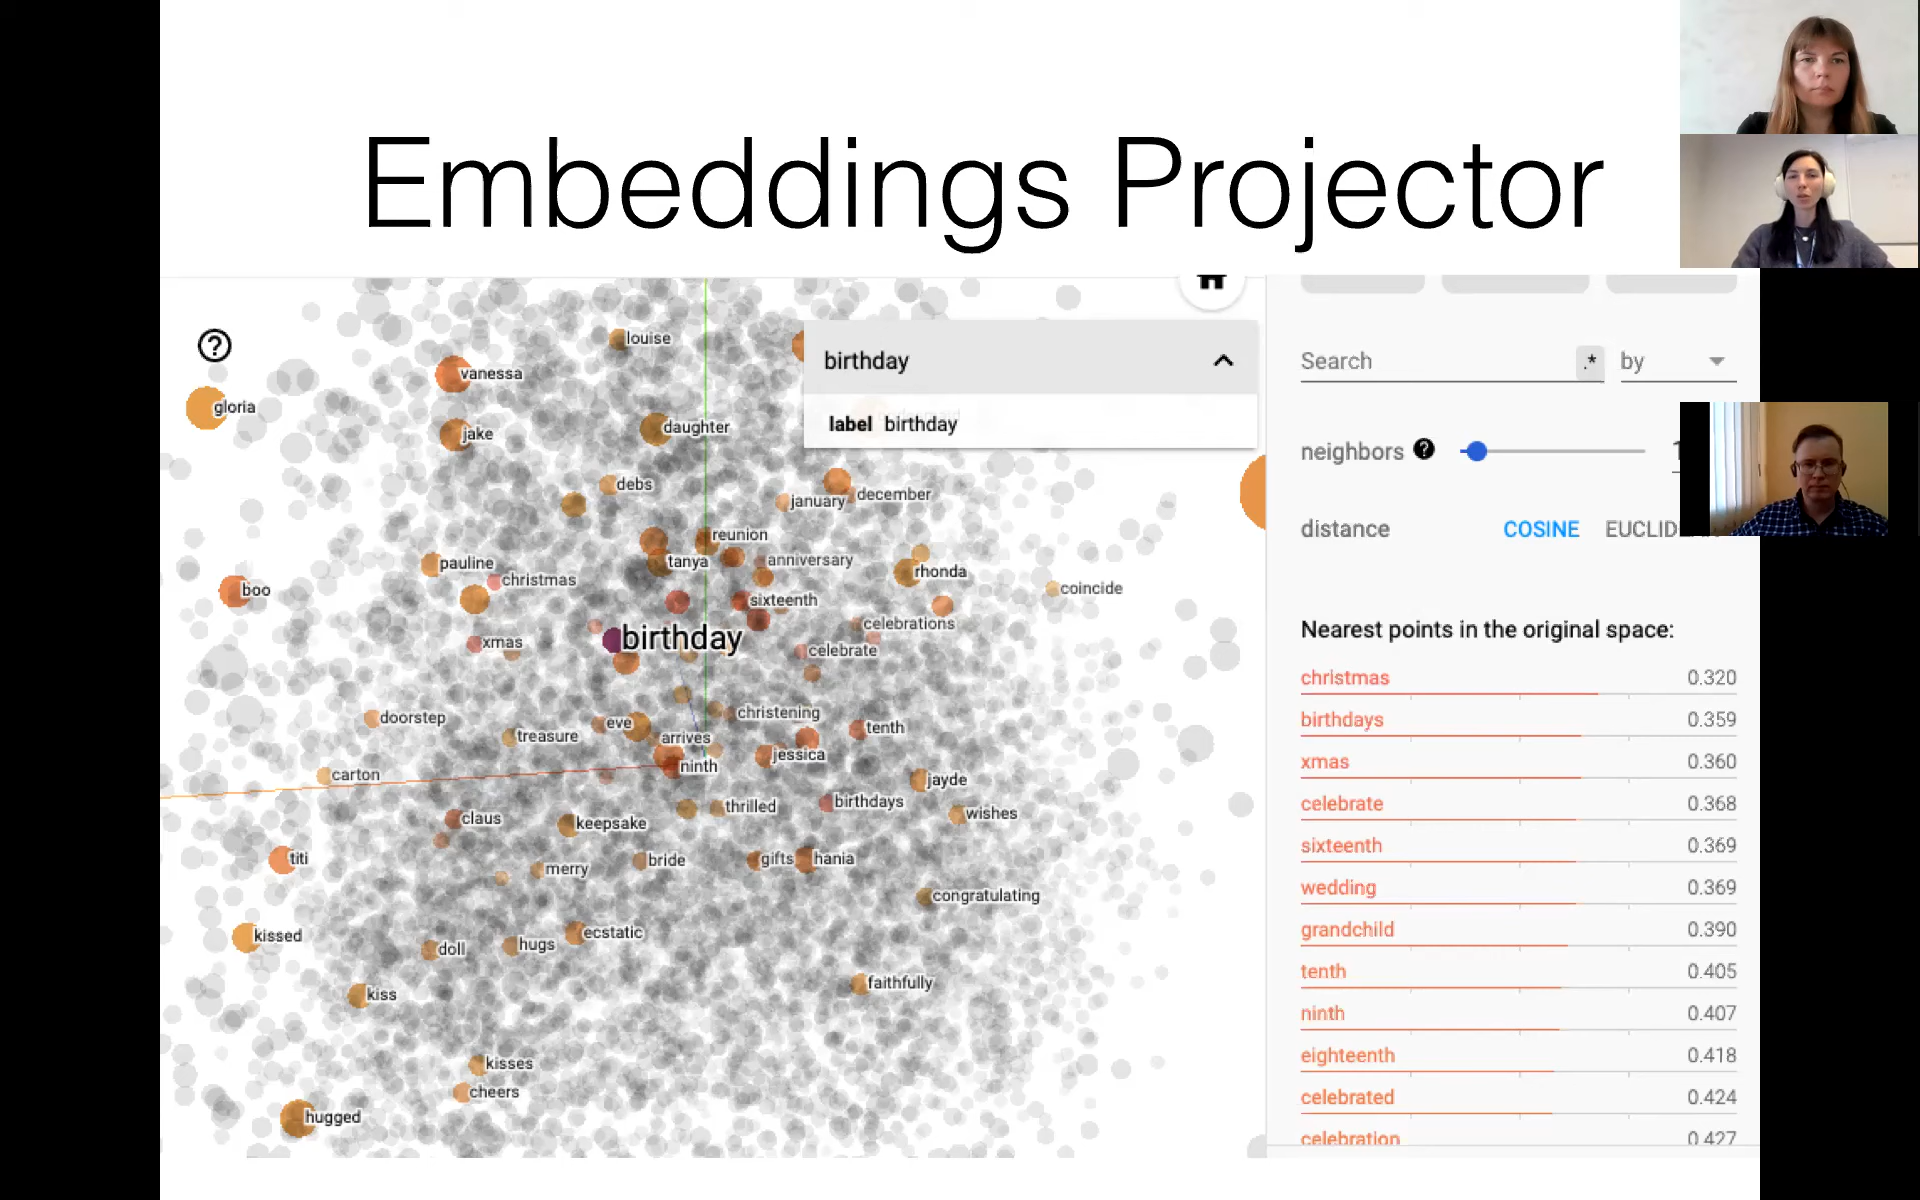 Embeddings Projector
?
louise
vanessa
gloria
jake
daughter
birthday
label birthday
debs
january
december
reunion
tanya
anniversary
pauline
christmas
rhonda
boo
coincide
sixteenth
celebrations
birthday
xmas
celebrate
doorstep
eve
christening
treasure
arrives
tenth
jessica
ninth
carton
jayde
thrilled
birthdays
wishes
claus
keepsake
titi
bride
gifts
hania
merry
congratulating
kissed
ecstatic
doll
hugs
faithfully
kiss
kisses
cheers
hugged
Search .* by
neighbors ?
distance COSINE EUCLID
Nearest points in the original space:
christmas 0.320
birthdays 0.359
xmas 0.360
celebrate 0.368
sixteenth 0.369
wedding 0.369
grandchild 0.390
tenth 0.405
ninth 0.407
eighteenth 0.418
celebrated 0.424
celebration 0.427